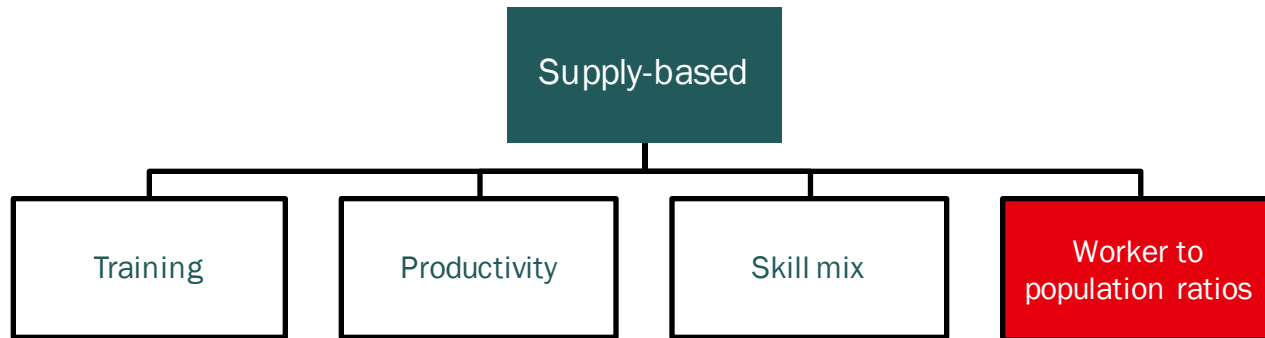 Supply-based
Training
Productivity
Skill mix
Worker to
population ratios